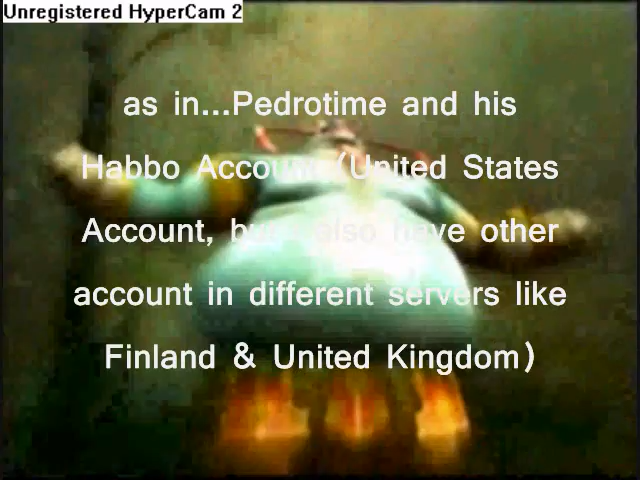 Unregistered HyperCam 2
as in...Pedrotime and his
Habbo Account (United States
Account, but i also have other
account in different servers like
Finland & United Kingdom)